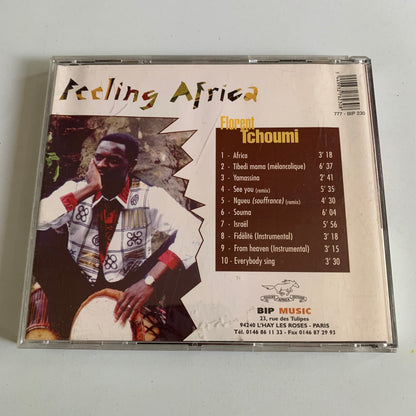 Feeling Africa
777 - BIP 230
Florent
Tchoumi
1 - Africa 3' 18
2 - Tibedi mama (mélancolique) 6' 37
3 - Yamassina 2' 41
4 - See you (remix) 5' 35
5 - Ngueu (souffrance) (remix) 4' 30
6 - Souma 6' 04
7 - Israël 5' 56
8 - Fidélité (Instrumental) 3' 18
9 - From heaven (Instrumental) 3' 15
10 - Everybody sing 3' 30
BIP MUSIC
23, rue des Tulipes
94240 L'HAY LES ROSES - PARIS
Tél. 0146 86 11 33 - Fax 0146 87 29 93